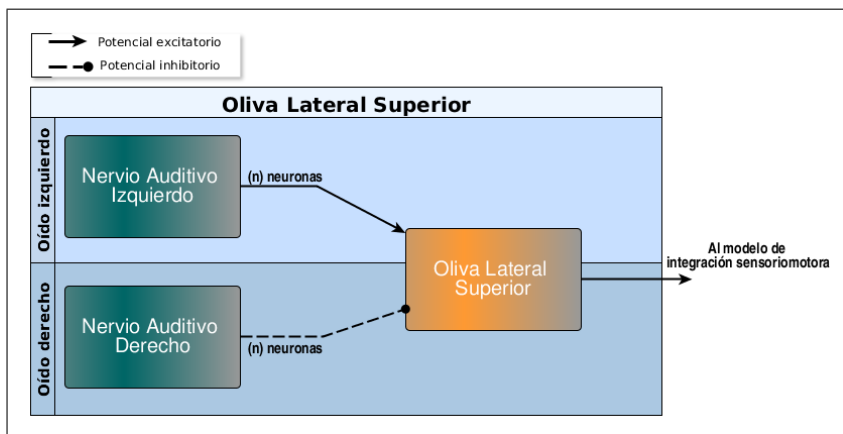 Potencial excitatorio
Potencial inhibitorio
Oliva Lateral Superior
Oído izquierdo
Nervio Auditivo
Izquierdo
(n) neuronas
Oliva Lateral
Superior
Al modelo de
integración sensoriomotora
Oído derecho
Nervio Auditivo
Derecho
(n) neuronas